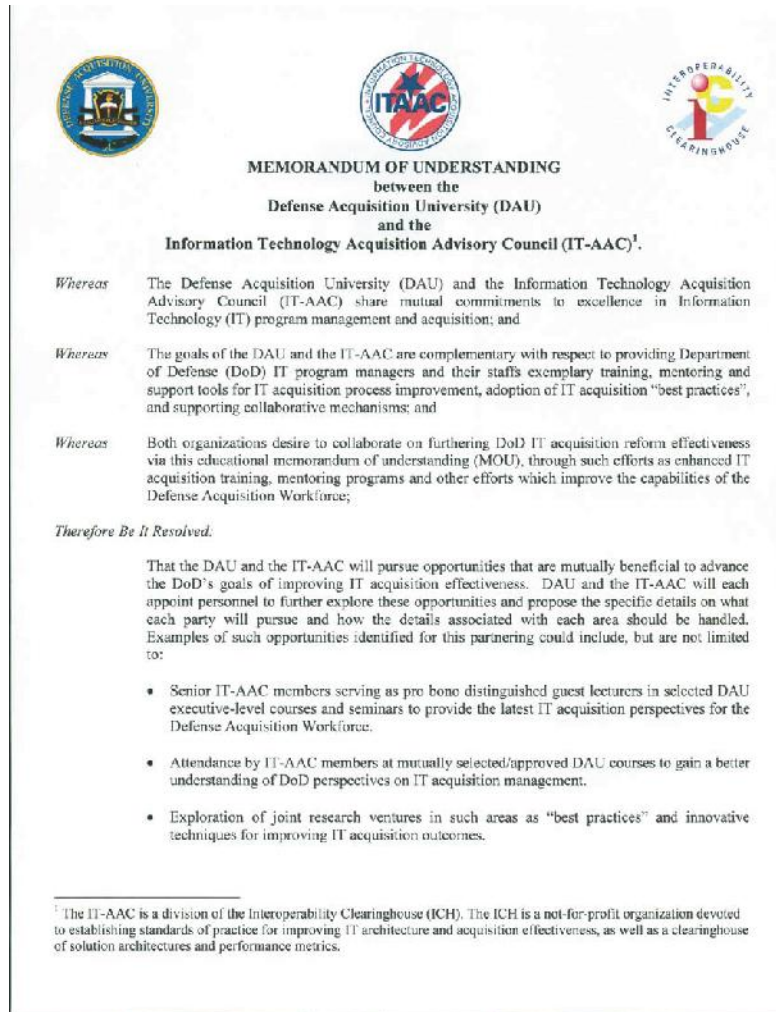 DEFENSE ACQUISITION UNIVERSITY
INFORMATION TECHNOLOGY ACQUISITION ADVISORY COUNCIL
ITAAC
INTEROPERABILITY
CLEARINGHOUSE
MEMORANDUM OF UNDERSTANDING
between the
Defense Acquisition University (DAU)
and the
Information Technology Acquisition Advisory Council (IT-AAC)¹.
Whereas The Defense Acquisition University (DAU) and the Information Technology Acquisition
Advisory Council (IT-AAC) share mutual commitments to excellence in Information
Technology (IT) program management and acquisition; and
Whereas The goals of the DAU and the IT-AAC are complementary with respect to providing Department
of Defense (DoD) IT program managers and their staffs exemplary training, mentoring and
support tools for IT acquisition process improvement, adoption of IT acquisition “best practices”,
and supporting collaborative mechanisms; and
Whereas Both organizations desire to collaborate on furthering DoD IT acquisition reform effectiveness
via this educational memorandum of understanding (MOU), through such efforts as enhanced IT
acquisition training, mentoring programs and other efforts which improve the capabilities of the
Defense Acquisition Workforce;
Therefore Be It Resolved:
That the DAU and the IT-AAC will pursue opportunities that are mutually beneficial to advance
the DoD’s goals of improving IT acquisition effectiveness. DAU and the IT-AAC will each
appoint personnel to further explore these opportunities and propose the specific details on what
each party will pursue and how the details associated with each area should be handled.
Examples of such opportunities identified for this partnering could include, but are not limited
to:
• Senior IT-AAC members serving as pro bono distinguished guest lecturers in selected DAU
executive-level courses and seminars to provide the latest IT acquisition perspectives for the
Defense Acquisition Workforce.
• Attendance by IT-AAC members at mutually selected/approved DAU courses to gain a better
understanding of DoD perspectives on IT acquisition management.
• Exploration of joint research ventures in such areas as “best practices” and innovative
techniques for improving IT acquisition outcomes.
¹ The IT-AAC is a division of the Interoperability Clearinghouse (ICH). The ICH is a not-for-profit organization devoted
to establishing standards of practice for improving IT architecture and acquisition effectiveness, as well as a clearinghouse
of solution architectures and performance metrics.